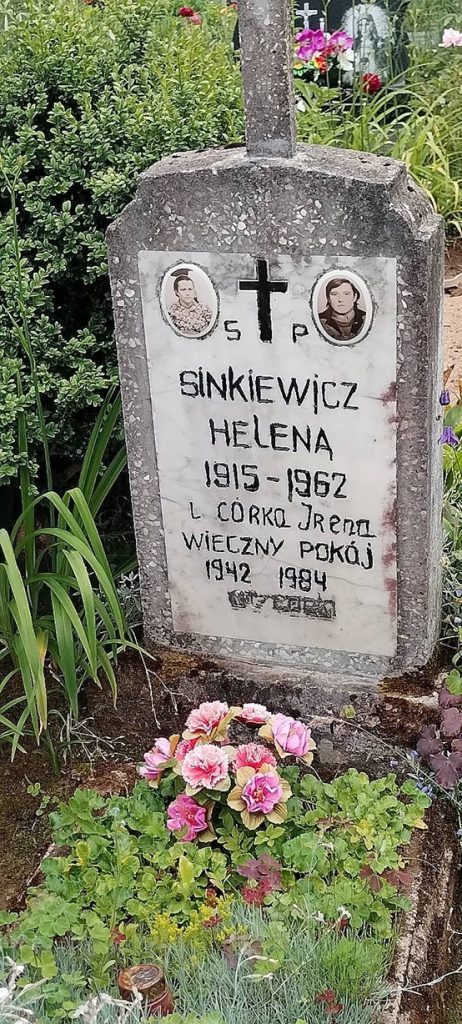 S P
SINKIEWICZ
HELENA
1915-1962
I CÓRKA IRENA
WIECZNY POKÓJ
1942 1984